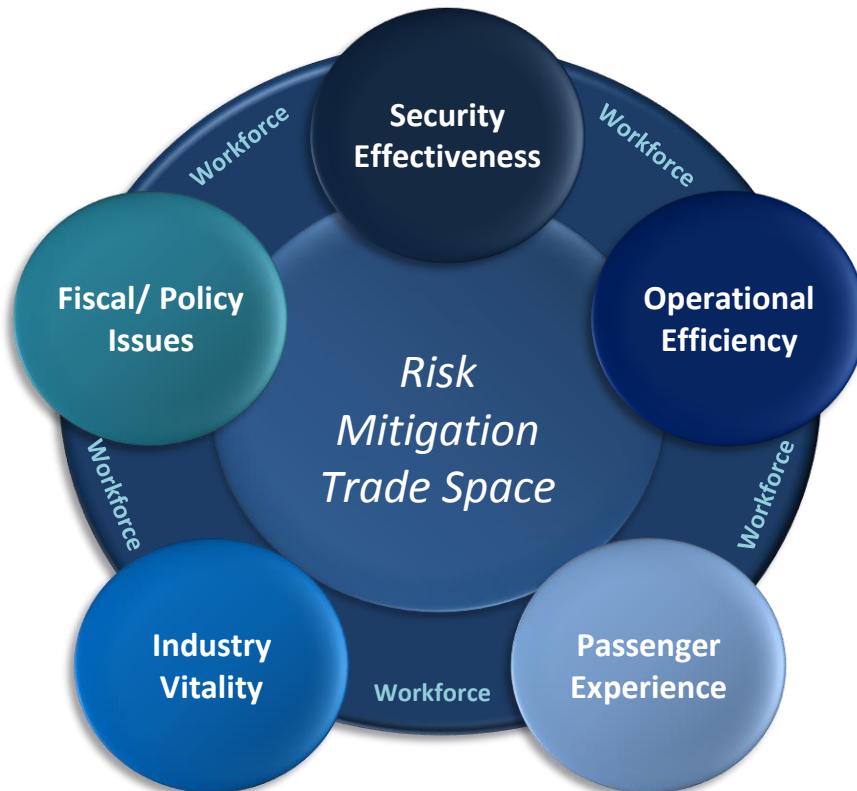 Security
Effectiveness
Workforce
Workforce
Fiscal/ Policy
Issues
Operational
Efficiency
Risk
Mitigation
Trade Space
Workforce
Workforce
Industry
Vitality
Passenger
Experience
Workforce